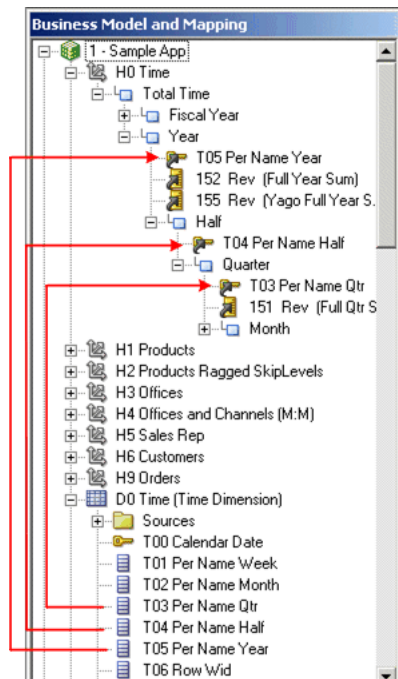 Business Model and Mapping
1 - Sample App
H0 Time
Total Time
Fiscal Year
Year
T05 Per Name Year
152 Rev (Full Year Sum)
155 Rev (Yago Full Year S.
Half
T04 Per Name Half
Quarter
T03 Per Name Qtr
151 Rev (Full Qtr S
Month
H1 Products
H2 Products Ragged SkipLevels
H3 Offices
H4 Offices and Channels (M:M)
H5 Sales Rep
H6 Customers
H9 Orders
D0 Time (Time Dimension)
Sources
T00 Calendar Date
T01 Per Name Week
T02 Per Name Month
T03 Per Name Qtr
T04 Per Name Half
T05 Per Name Year
T06 Row Wid